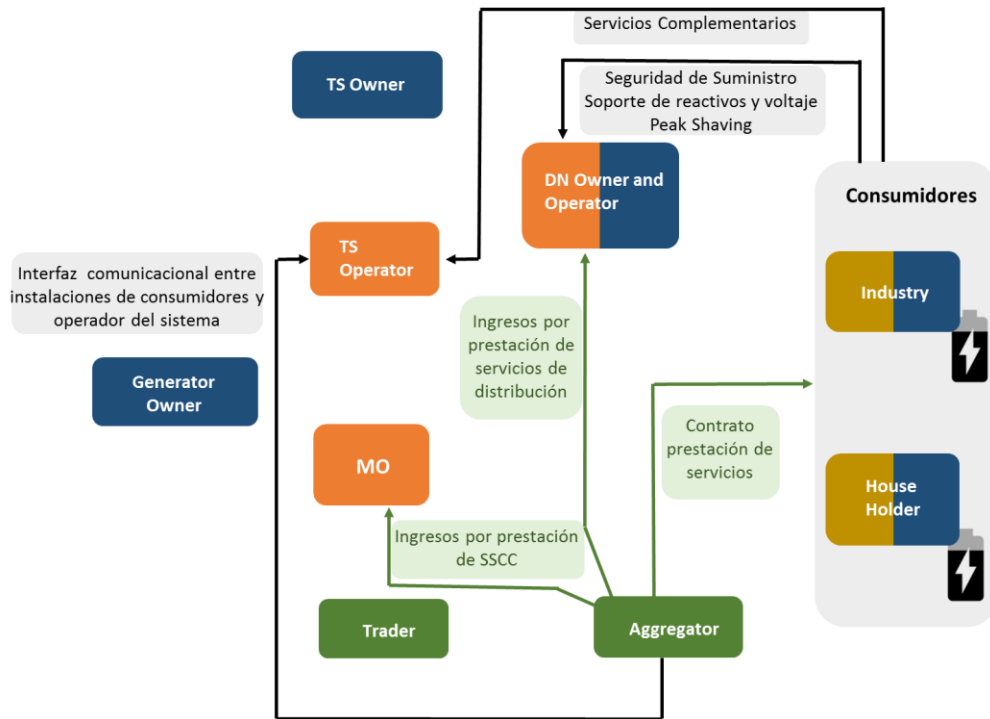 Servicios Complementarios
TS Owner
Seguridad de Suministro
Soporte de reactivos y voltaje
Peak Shaving
DN Owner and
Operator
Consumidores
TS
Operator
Interfaz comunicacional entre
instalaciones de consumidores y
operador del sistema
Industry
Ingresos por
prestación de
servicios de
distribución
Generator
Owner
Contrato
prestación de
servicios
MO
House
Holder
Ingresos por prestación
de SSCC
Trader
Aggregator